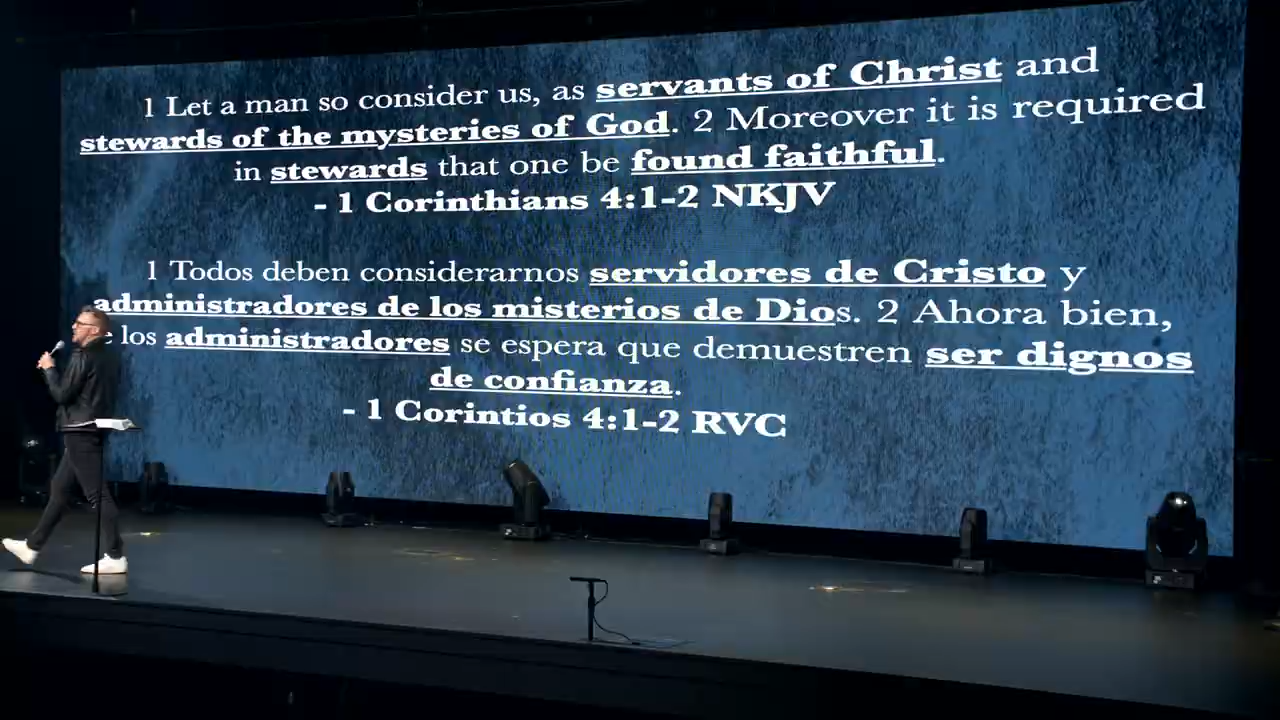 1 Let a man so consider us, as servants of Christ and
stewards of the mysteries of God. 2 Moreover it is required
in stewards that one be found faithful.
- 1 Corinthians 4:1-2 NKJV
1 Todos deben considerarnos servidores de Cristo y
administradores de los misterios de Dios. 2 Ahora bien,
los administradores se espera que demuestren ser dignos
de confianza.
- 1 Corintios 4:1-2 RVC